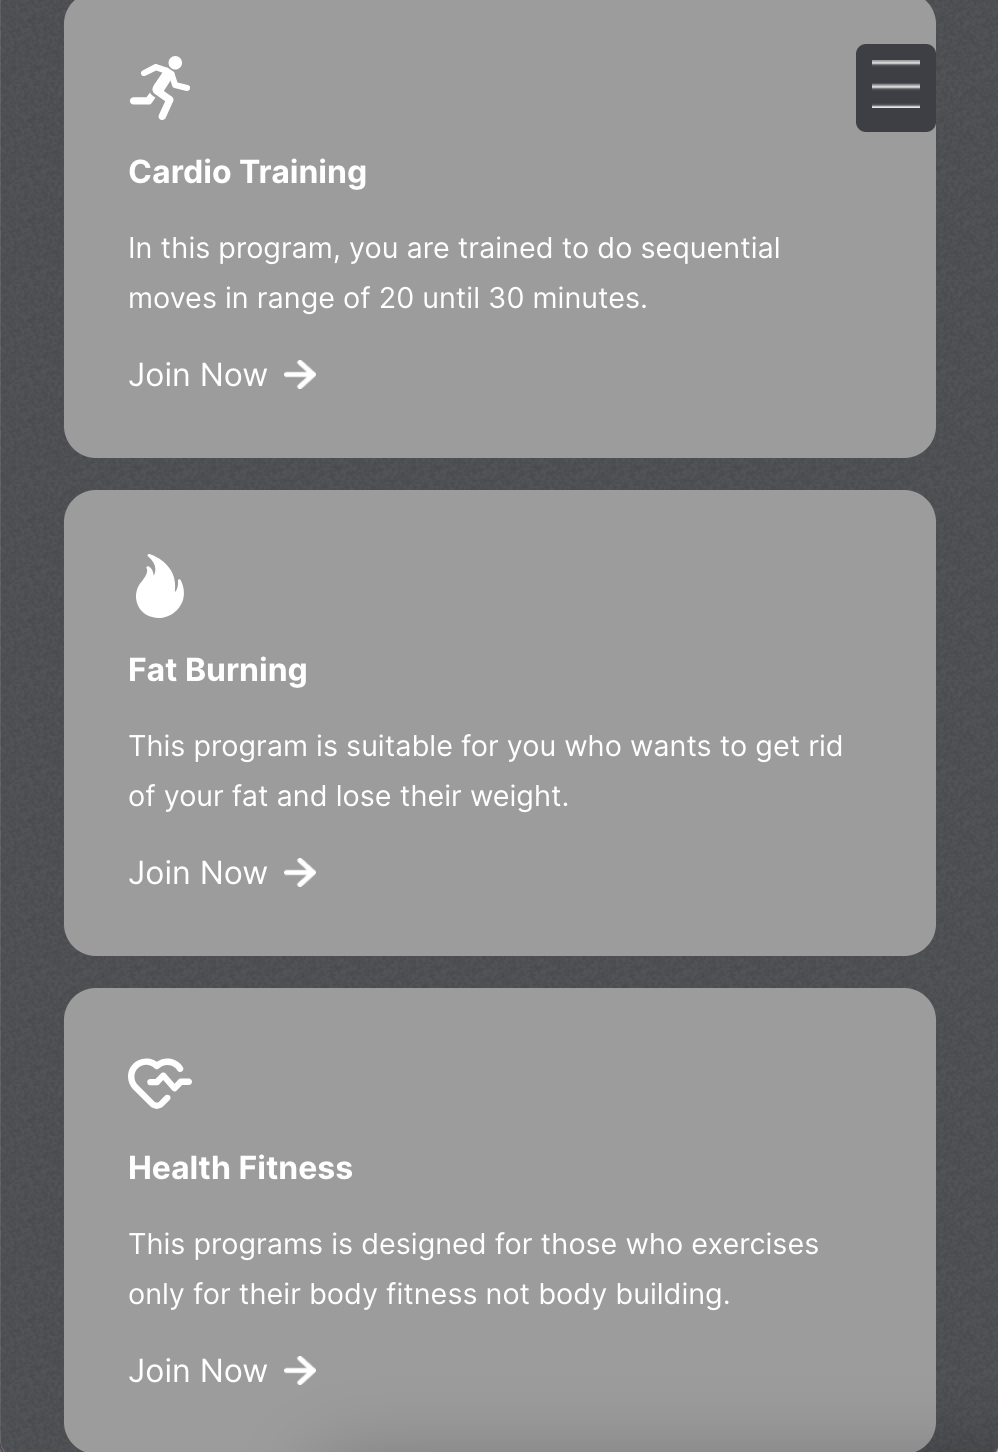 Cardio Training
In this program, you are trained to do sequential
moves in range of 20 until 30 minutes.
Join Now
Fat Burning
This program is suitable for you who wants to get rid
of your fat and lose their weight.
Join Now
Health Fitness
This programs is designed for those who exercises
only for their body fitness not body building.
Join Now